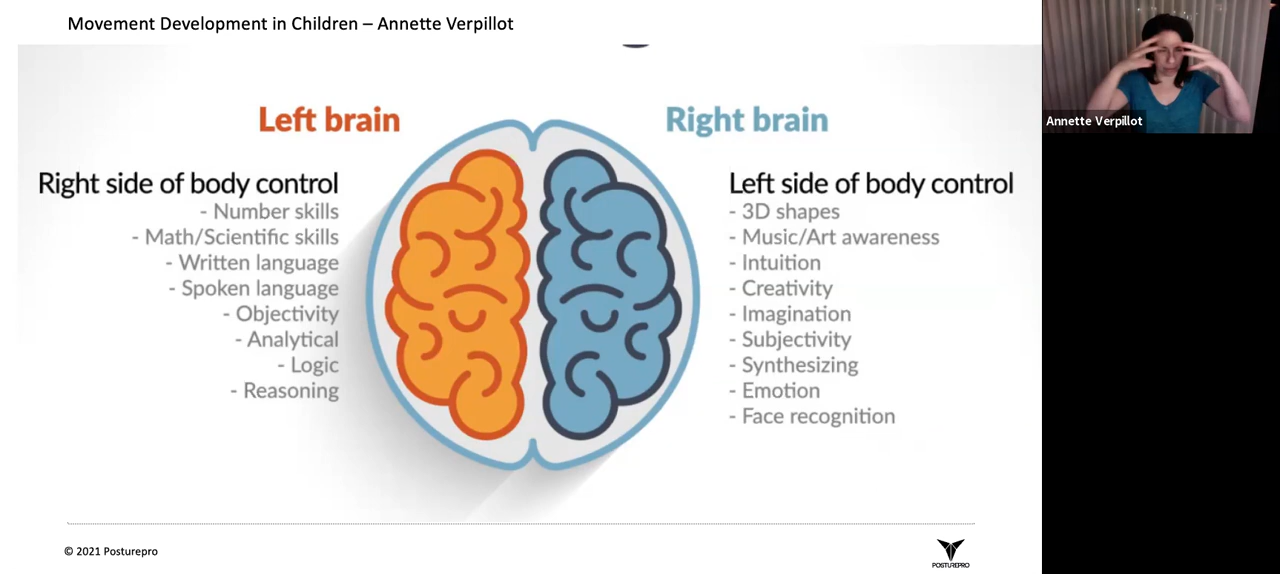 Movement Development in Children – Annette Verpillot
Left brain
Right side of body control
- Number skills
- Math/Scientific skills
- Written language
- Spoken language
- Objectivity
- Analytical
- Logic
- Reasoning
Right brain
Left side of body control
- 3D shapes
- Music/Art awareness
- Intuition
- Creativity
- Imagination
- Subjectivity
- Synthesizing
- Emotion
- Face recognition
Annette Verpillot
© 2021 Posturepro
POSTUREPRO